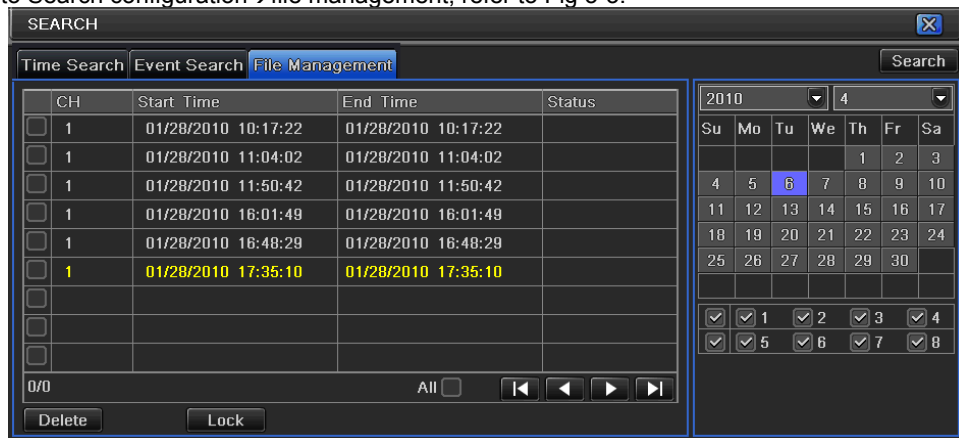 to Search configuration→file management; refer to Fig
SEARCH
Time Search Event Search File Management Search
CH Start Time End Time Status
1 01/28/2010 10:17:22 01/28/2010 10:17:22
1 01/28/2010 11:04:02 01/28/2010 11:04:02
1 01/28/2010 11:50:42 01/28/2010 11:50:42
1 01/28/2010 16:01:49 01/28/2010 16:01:49
1 01/28/2010 16:48:29 01/28/2010 16:48:29
1 01/28/2010 17:35:10 01/28/2010 17:35:10
0/0 All
Delete Lock
2010 4
Su Mo Tu We Th Fr Sa
1 2 3
4 5 6 7 8 9 10
11 12 13 14 15 16 17
18 19 20 21 22 23 24
25 26 27 28 29 30
1 2 3 4
5 6 7 8